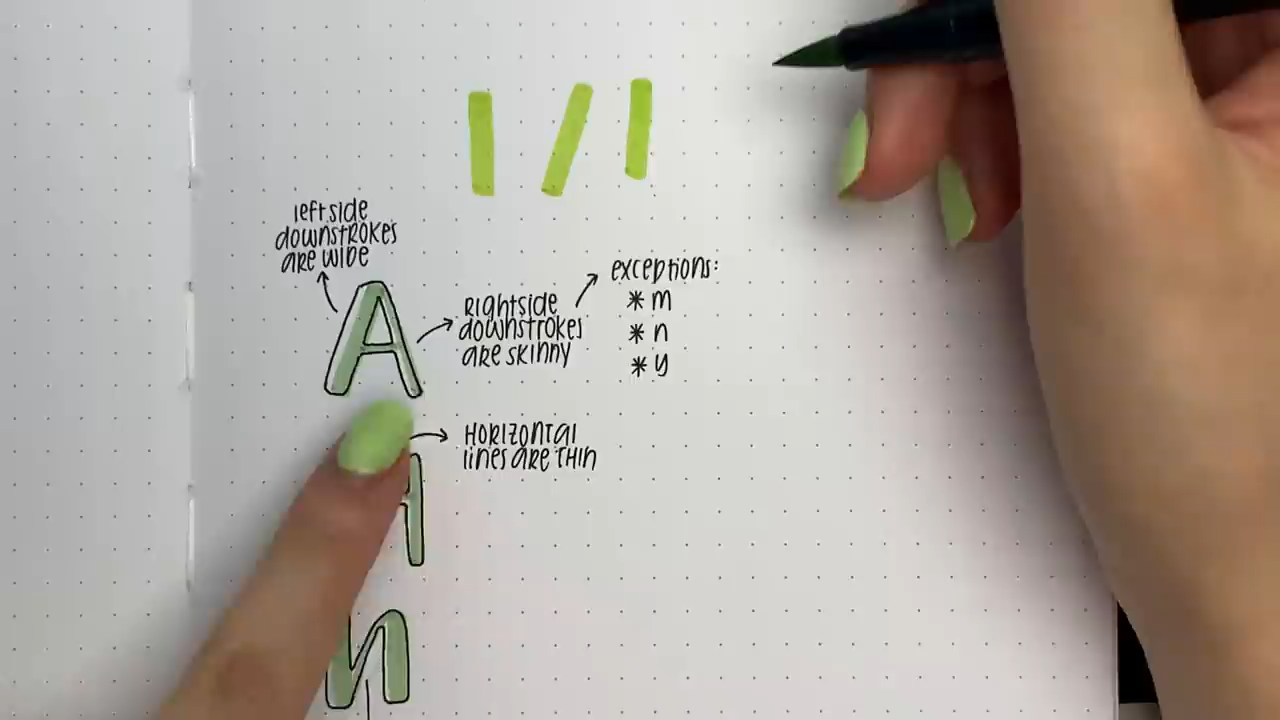 leftside
downstrokes
are wide
A
Rightside
downstrokes
are skinny
exceptions:
* m
* n
* y
Horizontal
lines are thin
n